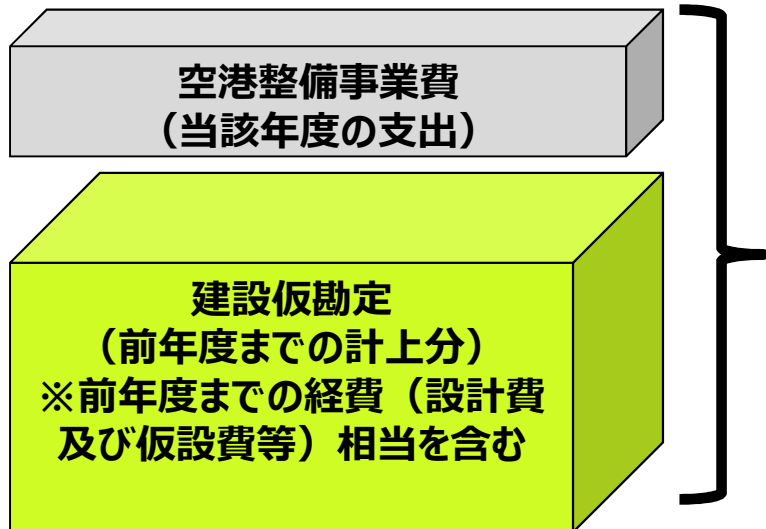 空港整備事業費
（当該年度の支出）
建設仮勘定
（前年度までの計上分）
※前年度までの経費（設計費
及び仮設費等）相当を含む